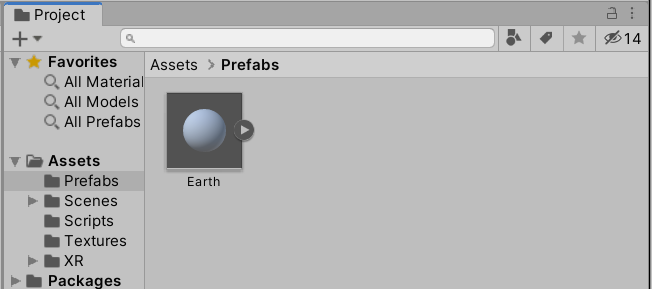 Project
14
Favorites
All Material
All Models
All Prefabs
Assets
Prefabs
Scenes
Scripts
Textures
XR
Packages
Assets > Prefabs
Earth